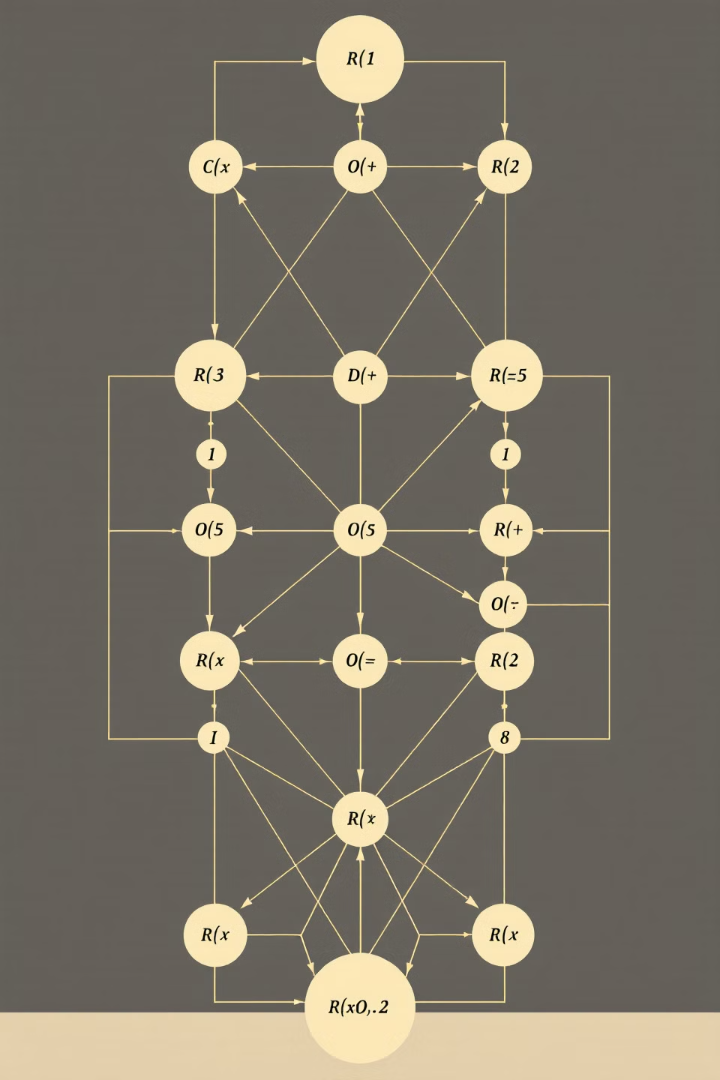 R(1
C(x
O(+
R(2
R(3
D(+
R(=5
1
1
O(5
O(5
R(+
O(÷
R(x
O(=
R(2
I
8
R(x
R(x
R(x
R(xO,.2